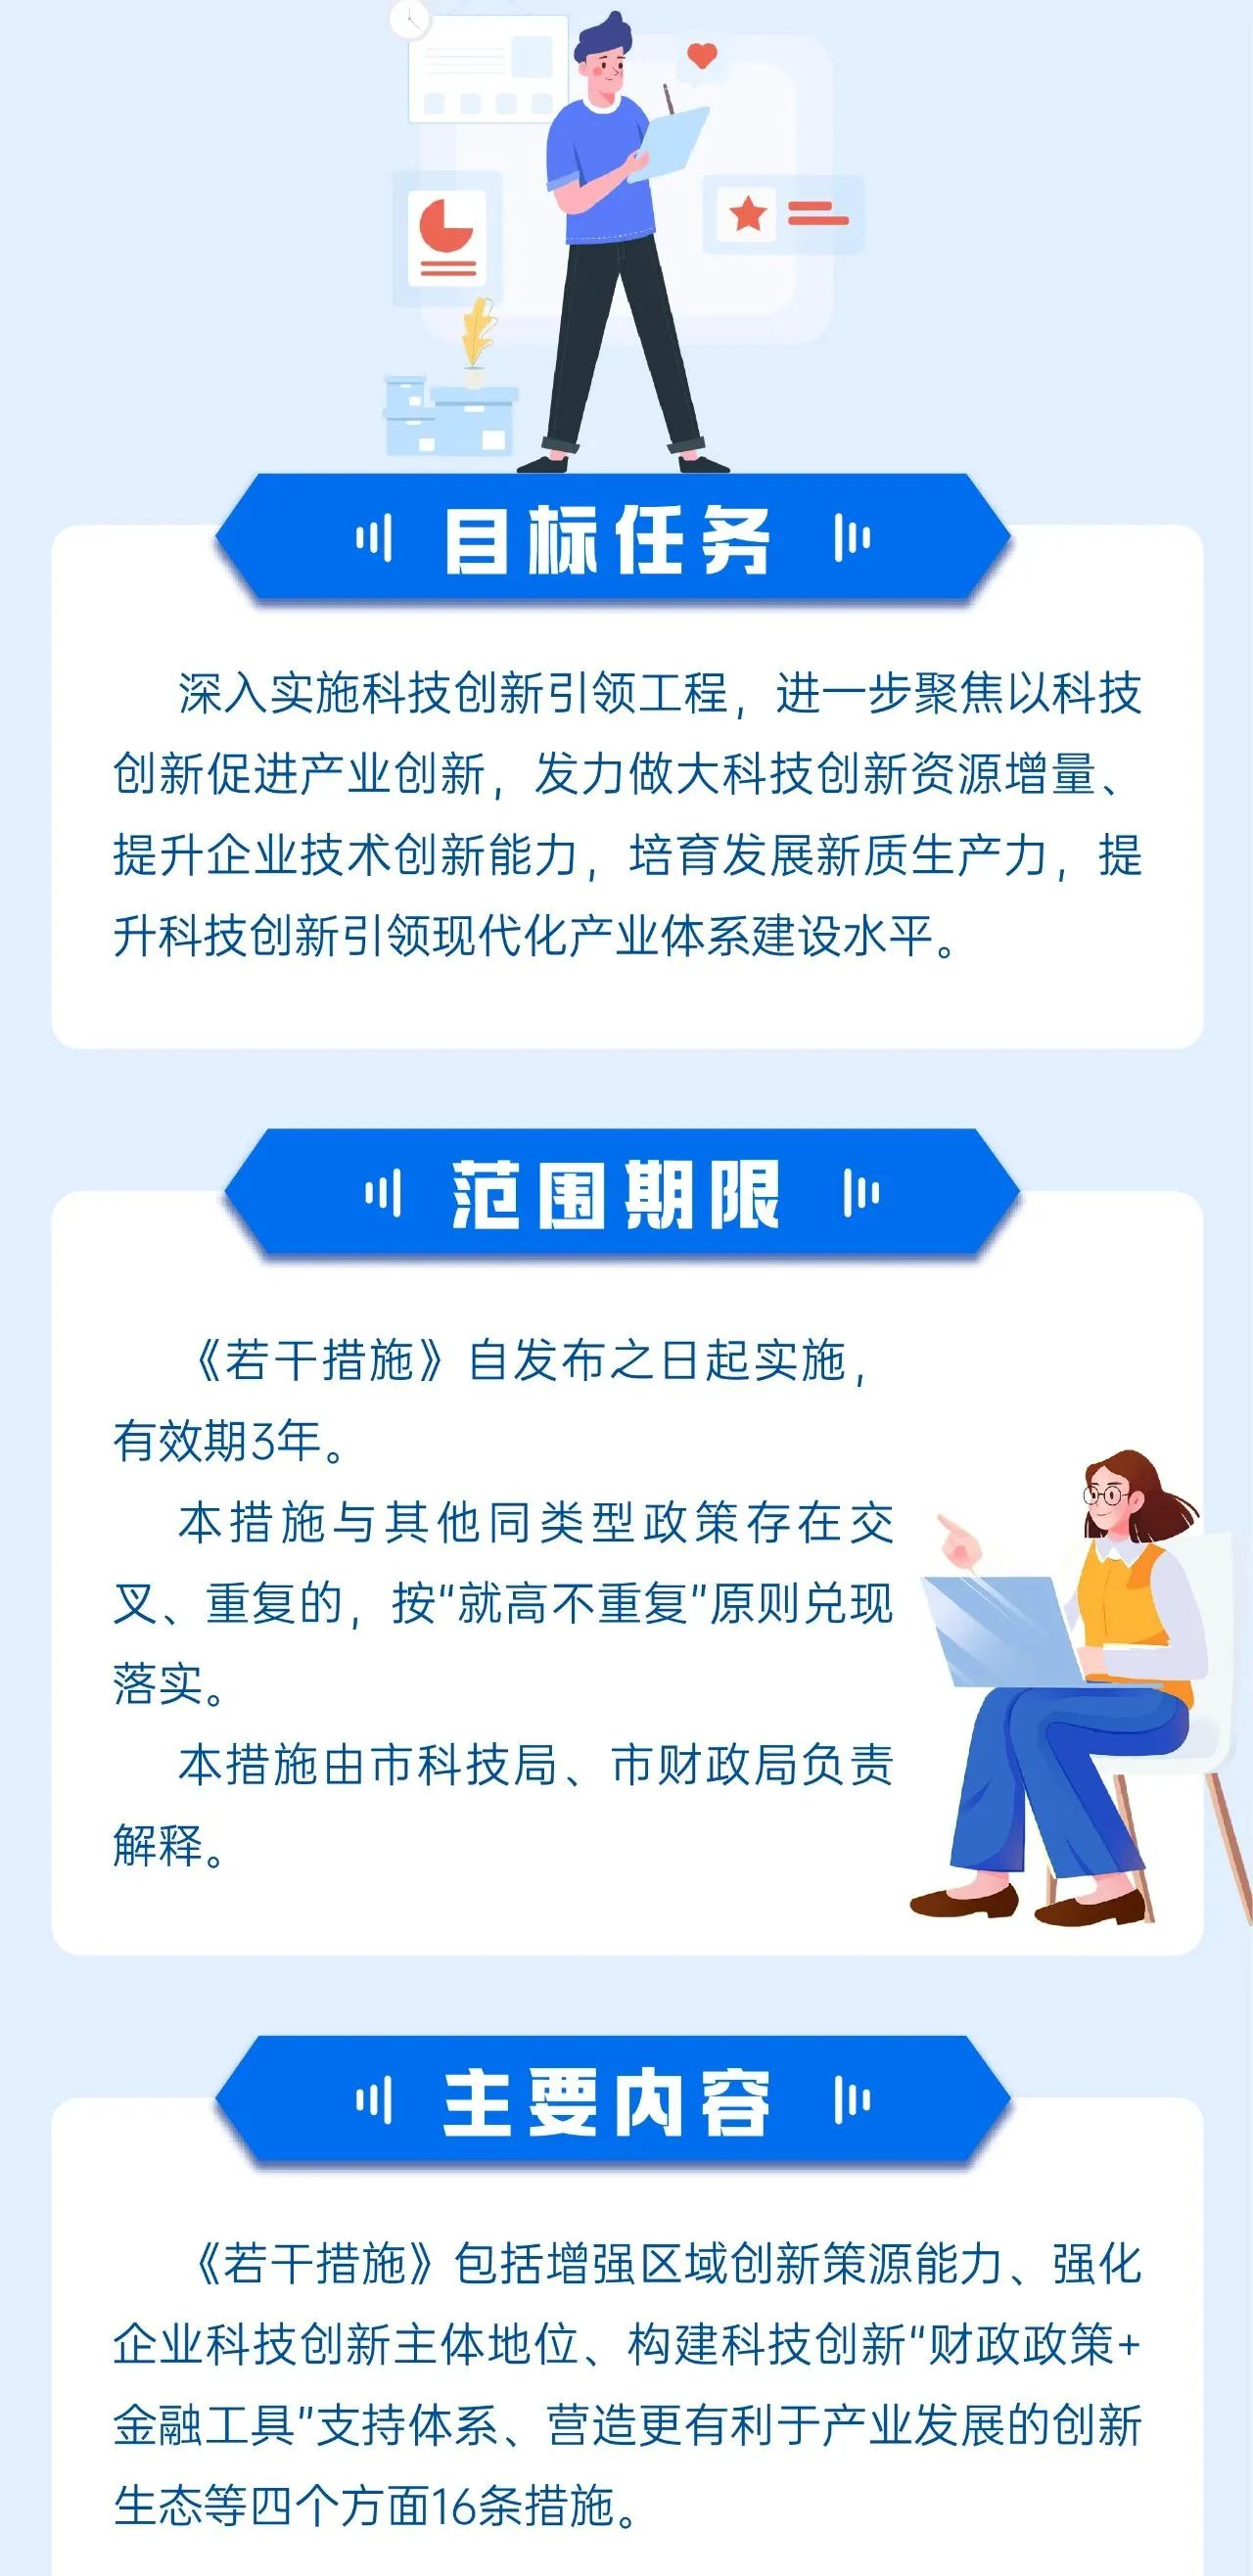 目标任务
深入实施科技创新引领工程，进一步聚焦以科技
创新促进产业创新，发力做大科技创新资源增量、
提升企业技术创新能力，培育发展新质生产力，提
升科技创新引领现代化产业体系建设水平。
范围期限
《若干措施》自发布之日起实施，
有效期3年。
本措施与其他同类型政策存在交
叉、重复的，按“就高不重复”原则兑现
落实。
本措施由市科技局、市财政局负责
解释。
主要内容
《若干措施》包括增强区域创新策源能力、强化
企业科技创新主体地位、构建科技创新“财政政策+
金融工具”支持体系、营造更有利于产业发展的创新
生态等四个方面16条措施。